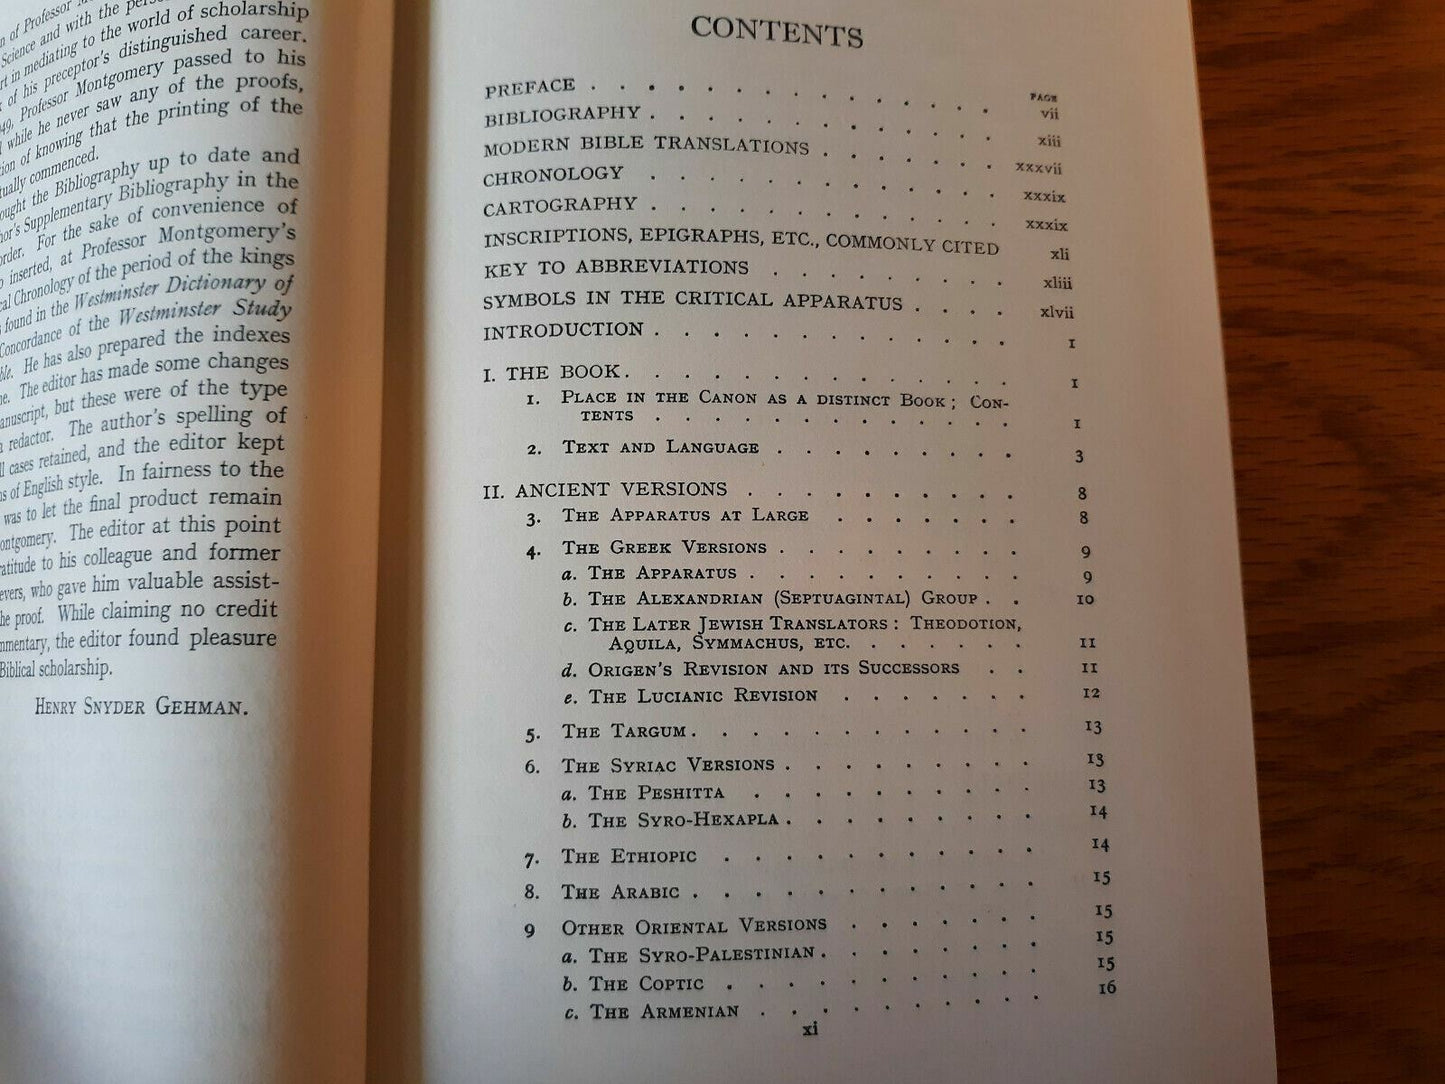 n of Professor
Science and with the
rt in mediating to the world of scholarship
of his preceptor's distinguished career.
49, Professor Montgomery passed to his
while he never saw any of the proofs,
tion of knowing that the printing of the
tually commenced.
ought the Bibliography up to date and
hor's Supplementary Bibliography in the
order. For the sake of convenience of
inserted, at Professor Montgomery's
al Chronology of the period of the kings
found in the Westminster Dictionary of
Concordance of the Westminster Study
ble. He has also prepared the indexes
ne. The editor has made some changes
anuscript, but these were of the type
a redactor. The author's spelling of
ll cases retained, and the editor kept
ns of English style. In fairness to the
was to let the final product remain
ontgomery. The editor at this point
atitude to his colleague and former
evers, who gave him valuable assist-
he proof. While claiming no credit
mmentary, the editor found pleasure
Biblical scholarship.
HENRY SNYDER GEHMAN.
CONTENTS
PAGE
PREFACE . . . . . . . . . . . . . . vii
BIBLIOGRAPHY . . . . . . . . . . . . xiii
MODERN BIBLE TRANSLATIONS . . . . . . xxxvii
CHRONOLOGY . . . . . . . . . . . . xxxix
CARTOGRAPHY . . . . . . . . . . . . xxxix
INSCRIPTIONS, EPIGRAPHS, ETC., COMMONLY CITED xli
KEY TO ABBREVIATIONS . . . . . . . . xliii
SYMBOLS IN THE CRITICAL APPARATUS . . . . xlvii
INTRODUCTION . . . . . . . . . . . . 1
I. THE BOOK. . . . . . . . . . . . . 1
1. PLACE IN THE CANON AS A DISTINCT BOOK; CON-
TENTS . . . . . . . . . . . . 1
2. TEXT AND LANGUAGE . . . . . . . . . 3
II. ANCIENT VERSIONS . . . . . . . . . 8
3. THE APPARATUS AT LARGE . . . . . . 8
4. THE GREEK VERSIONS . . . . . . . . 9
a. THE APPARATUS . . . . . . . . . . 9
b. THE ALEXANDRIAN (SEPTUAGINTAL) GROUP . . 10
c. THE LATER JEWISH TRANSLATORS: THEODOTION,
AQUILA, SYMMACHUS, ETC. . . . . . . 11
d. ORIGEN'S REVISION AND ITS SUCCESSORS . . 11
e. THE LUCIANIC REVISION . . . . . . . 12
5. THE TARGUM . . . . . . . . . . . . 13
6. THE SYRIAC VERSIONS . . . . . . . . . 13
a. THE PESHITTA . . . . . . . . . . 13
b. THE SYRO-HEXAPLA . . . . . . . . . 14
7. THE ETHIOPIC . . . . . . . . . . . 14
8. THE ARABIC . . . . . . . . . . . . 15
9 OTHER ORIENTAL VERSIONS . . . . . . . 15
a. THE SYRO-PALESTINIAN . . . . . . . . 15
b. THE COPTIC . . . . . . . . . . . 15
c. THE ARMENIAN . . . . . . . . . . 16
xi